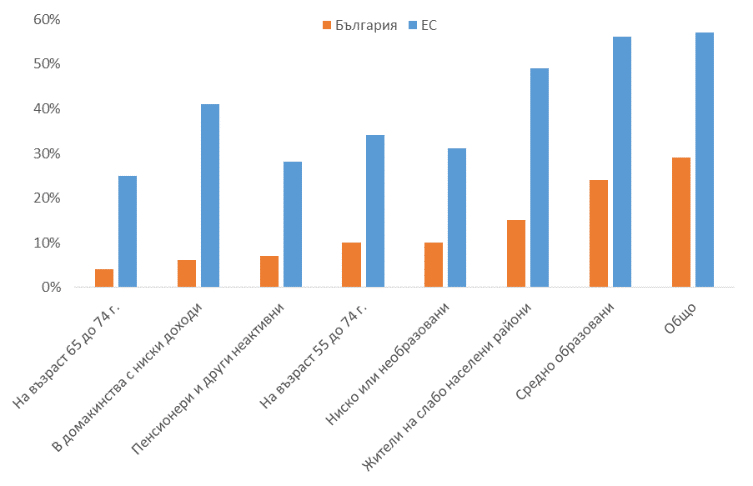 60%
50%
40%
30%
20%
10%
0%
България
ЕС
На възраст 65 до 74 г.
В домакинства с ниски доходи
Пенсионери и други неактивни
На възраст 55 до 74 г.
Ниско или необразовани
Жители на слабо населени райони
Средно образовани
Общо